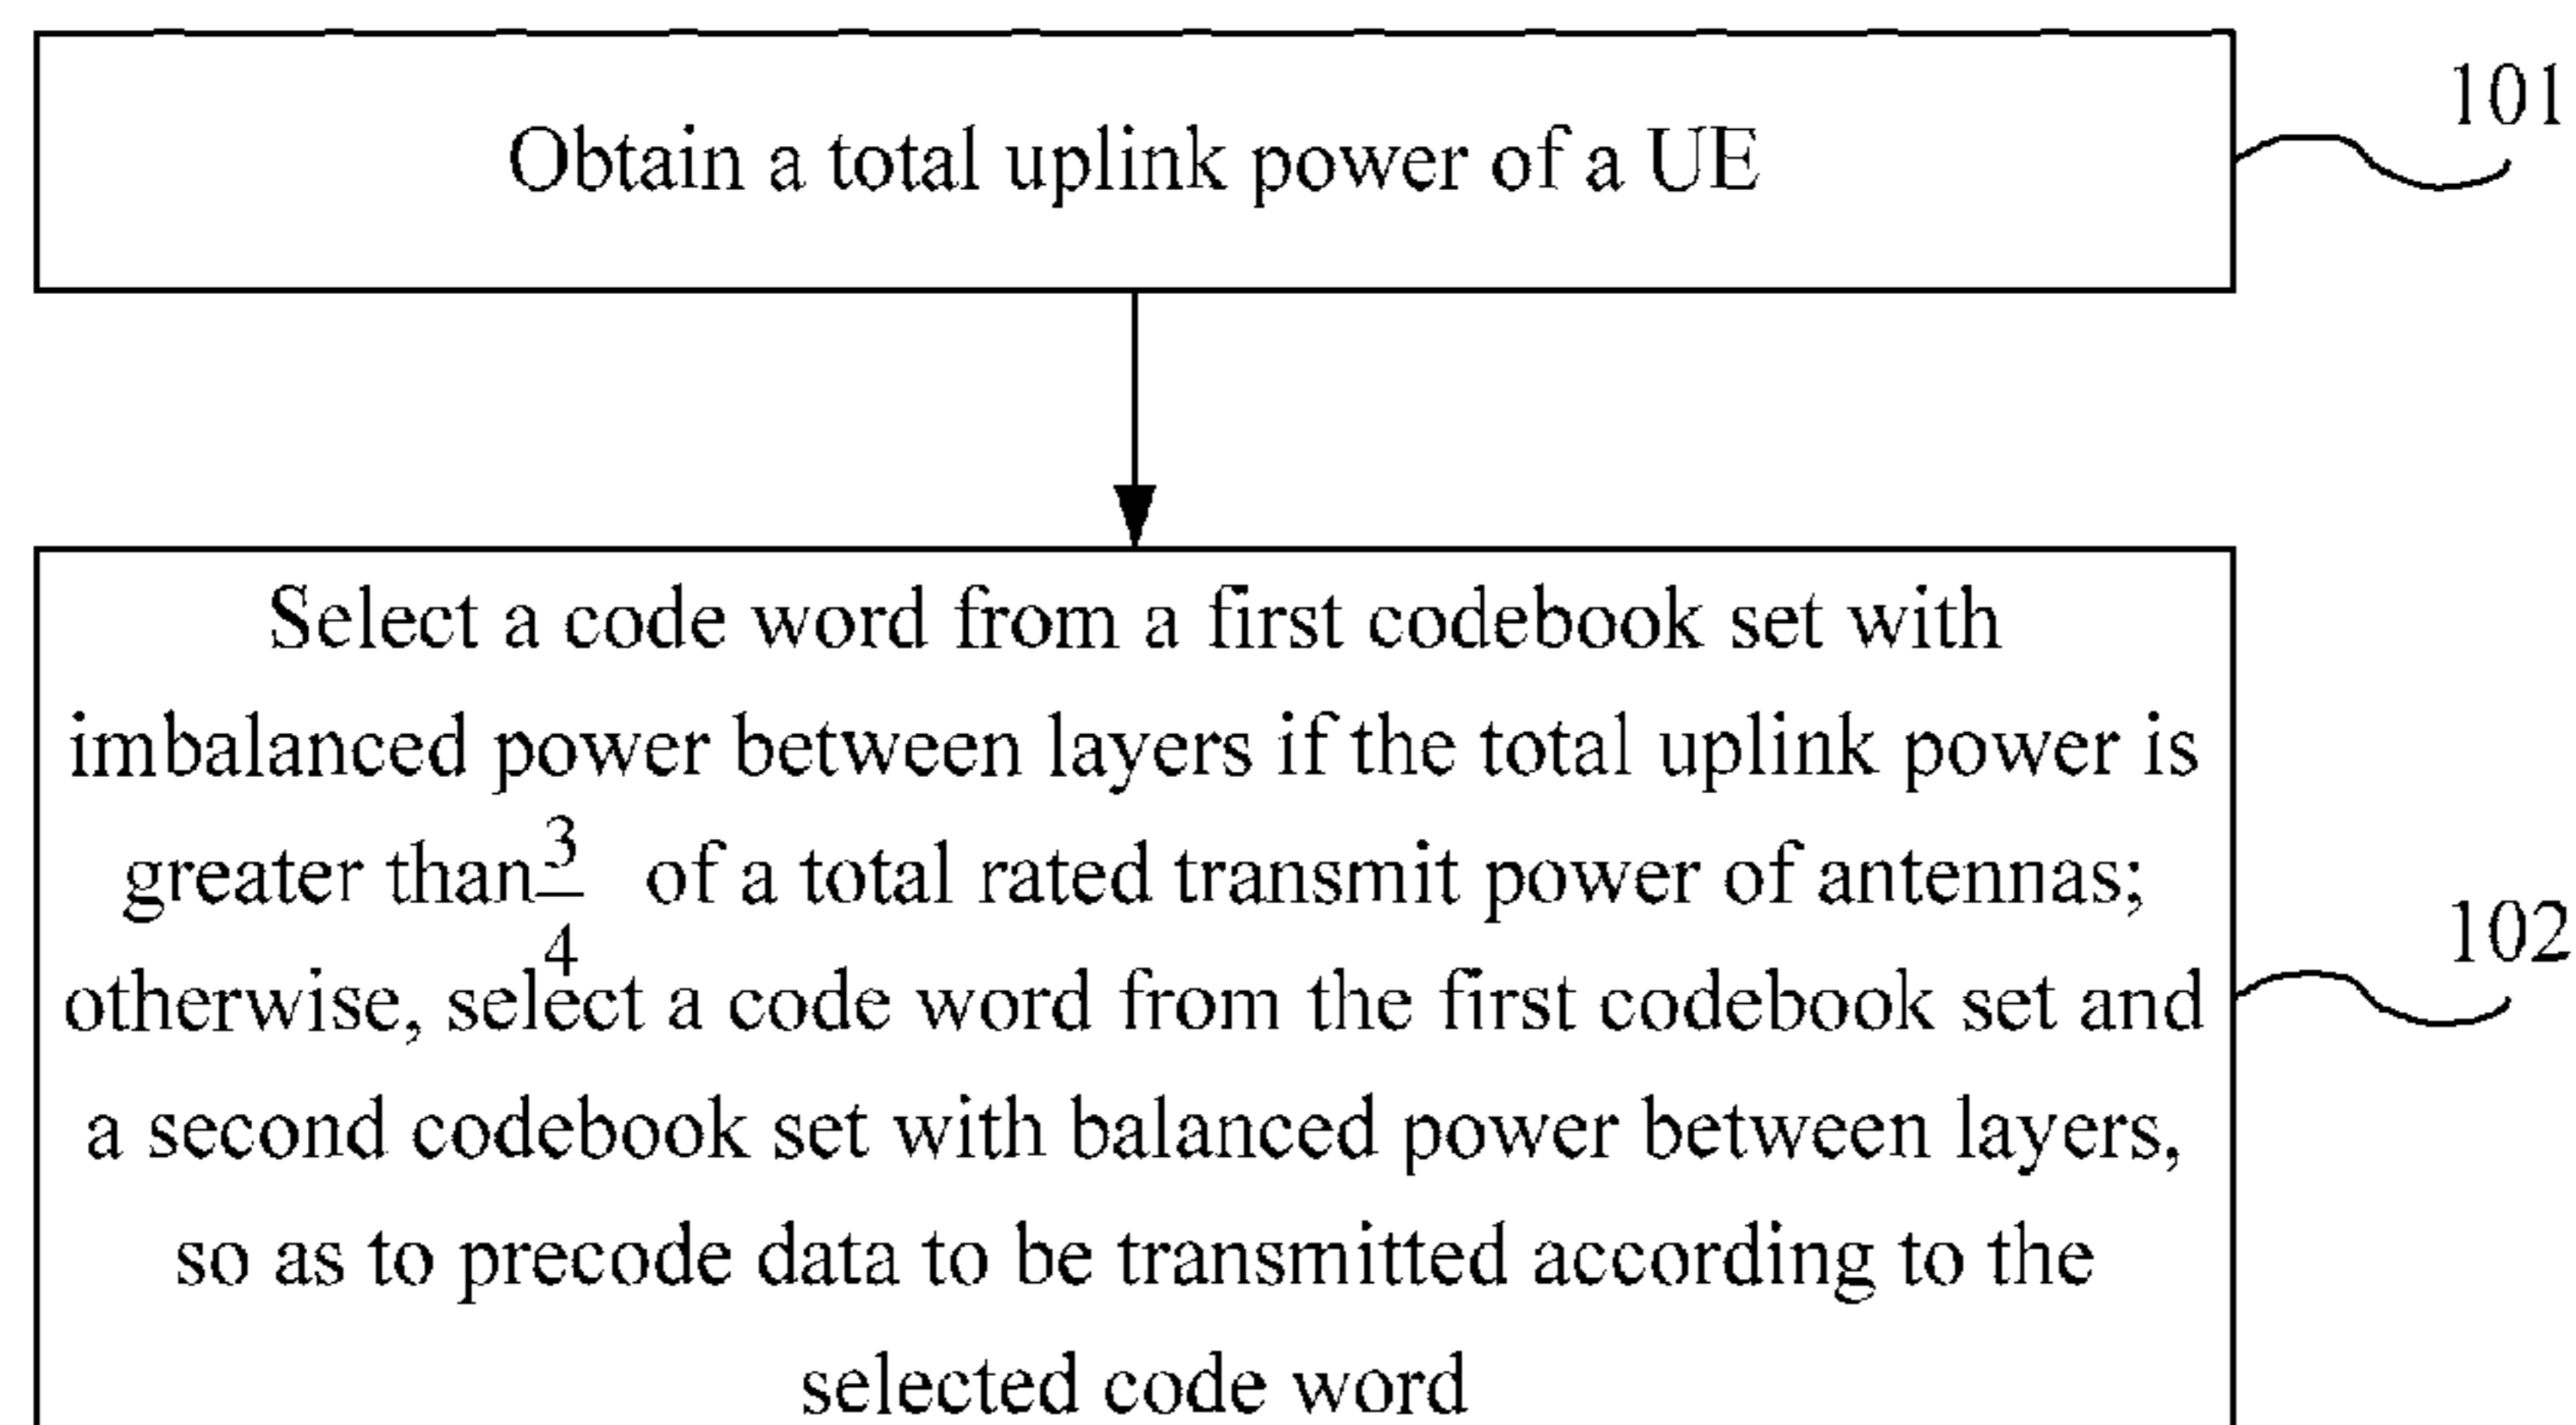 Obtain a total uplink power of a UE
101
Select a code word from a first codebook set with
imbalanced power between layers if the total uplink power is
greater than 3/4 of a total rated transmit power of antennas;
otherwise, select a code word from the first codebook set and
a second codebook set with balanced power between layers,
so as to precode data to be transmitted according to the
selected code word
102